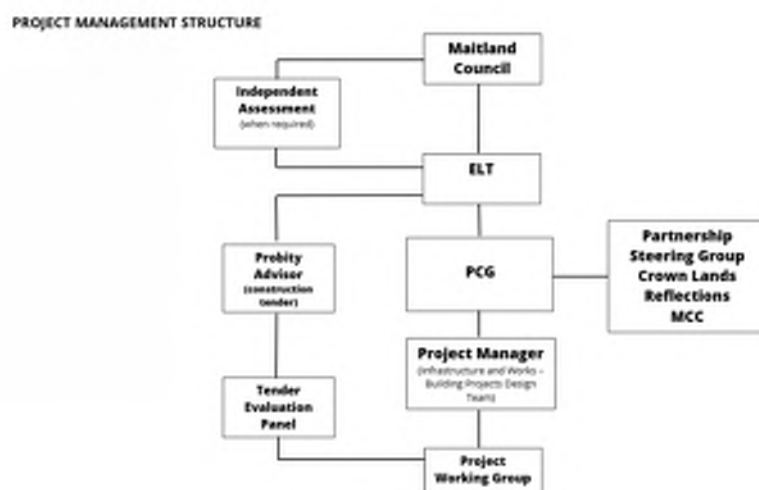 PROJECT MANAGEMENT STRUCTURE
Maitland
Council
Independent
Assessment
(when required)
ELT
Probity
Advisor
(construction
tender)
PCG
Partnership
Steering Group
Crown Lands
Reflections
MCC
Project Manager
(Infrastructure and Works –
Building Projects Design
Team)
Tender
Evaluation
Panel
Project
Working Group